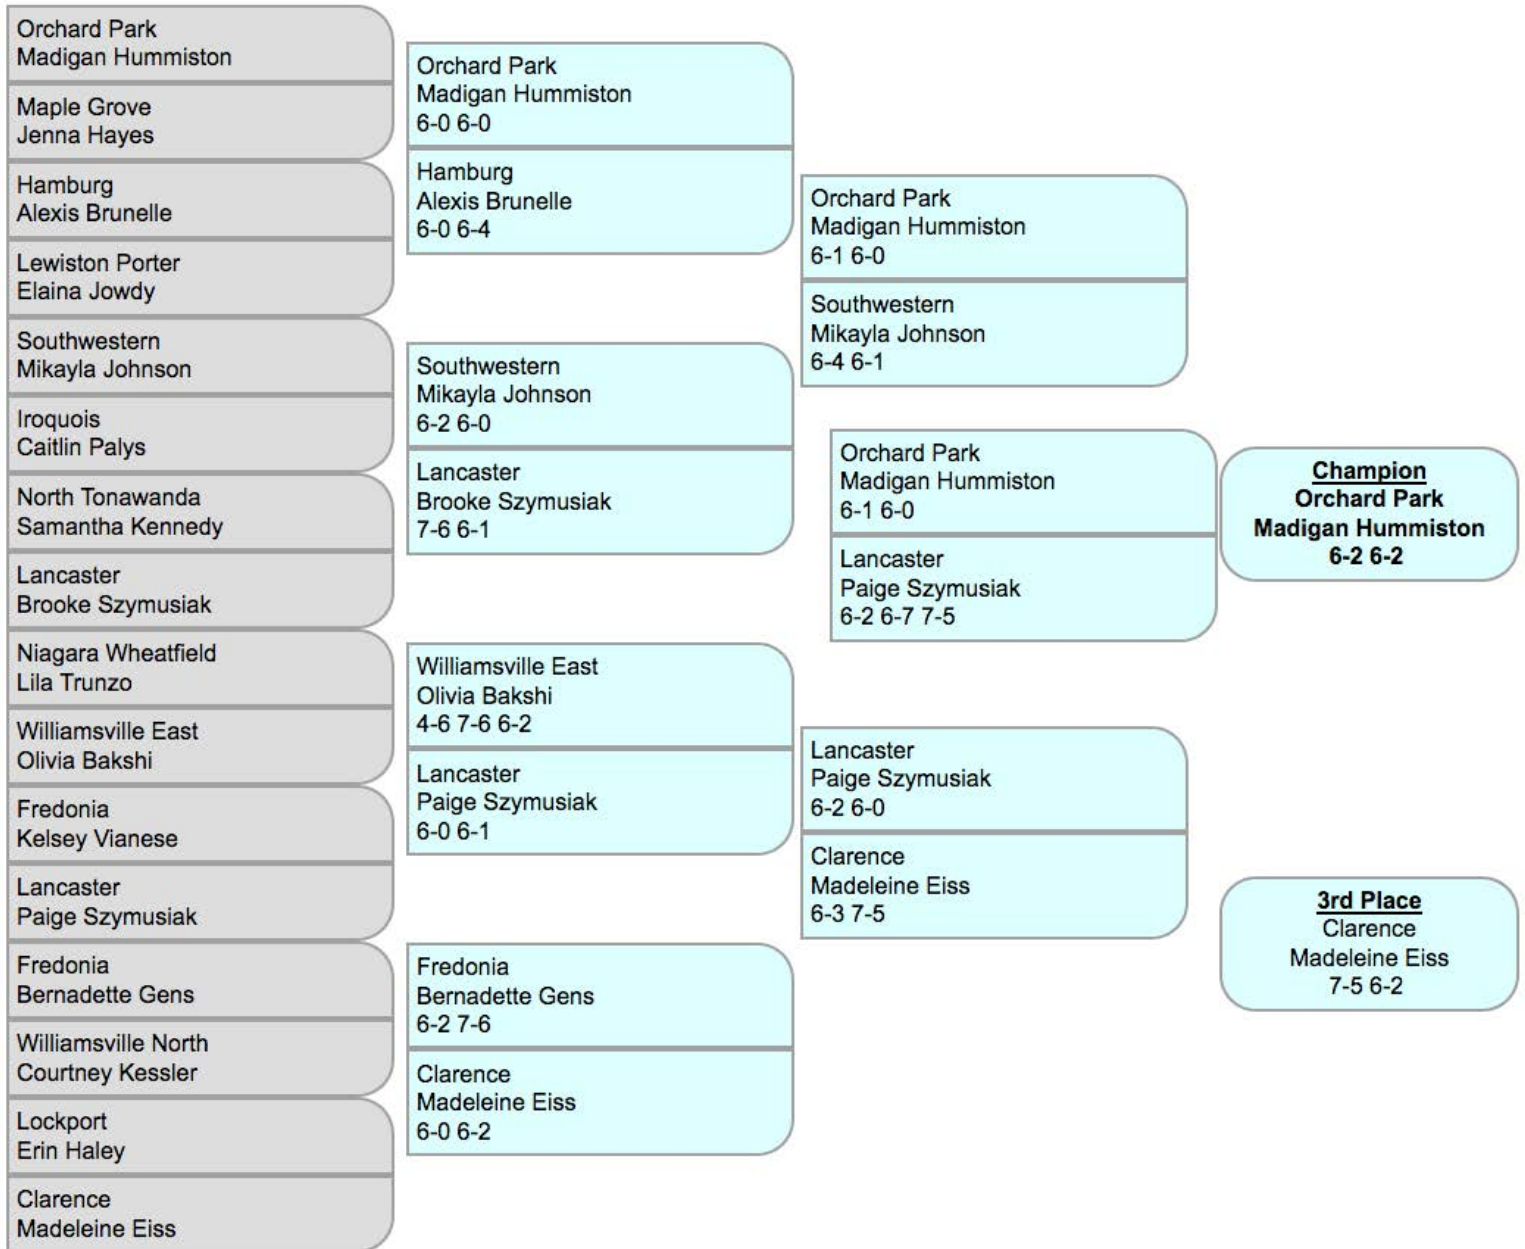 Orchard Park
Madigan Hummiston
Maple Grove
Jenna Hayes
Hamburg
Alexis Brunelle
Lewiston Porter
Elaina Jowdy
Southwestern
Mikayla Johnson
Iroquois
Caitlin Palys
North Tonawanda
Samantha Kennedy
Lancaster
Brooke Szymusiak
Niagara Wheatfield
Lila Trunzo
Williamsville East
Olivia Bakshi
Fredonia
Kelsey Vianese
Lancaster
Paige Szymusiak
Fredonia
Bernadette Gens
Williamsville North
Courtney Kessler
Lockport
Erin Haley
Clarence
Madeleine Eiss
Orchard Park
Madigan Hummiston
6-0 6-0
Hamburg
Alexis Brunelle
6-0 6-4
Southwestern
Mikayla Johnson
6-2 6-0
Lancaster
Brooke Szymusiak
7-6 6-1
Williamsville East
Olivia Bakshi
4-6 7-6 6-2
Lancaster
Paige Szymusiak
6-0 6-1
Fredonia
Bernadette Gens
6-2 7-6
Clarence
Madeleine Eiss
6-0 6-2
Orchard Park
Madigan Hummiston
6-1 6-0
Southwestern
Mikayla Johnson
6-4 6-1
Lancaster
Paige Szymusiak
6-2 6-0
Clarence
Madeleine Eiss
6-3 7-5
Orchard Park
Madigan Hummiston
6-1 6-0
Lancaster
Paige Szymusiak
6-2 6-7 7-5
Champion
Orchard Park
Madigan Hummiston
6-2 6-2
3rd Place
Clarence
Madeleine Eiss
7-5 6-2